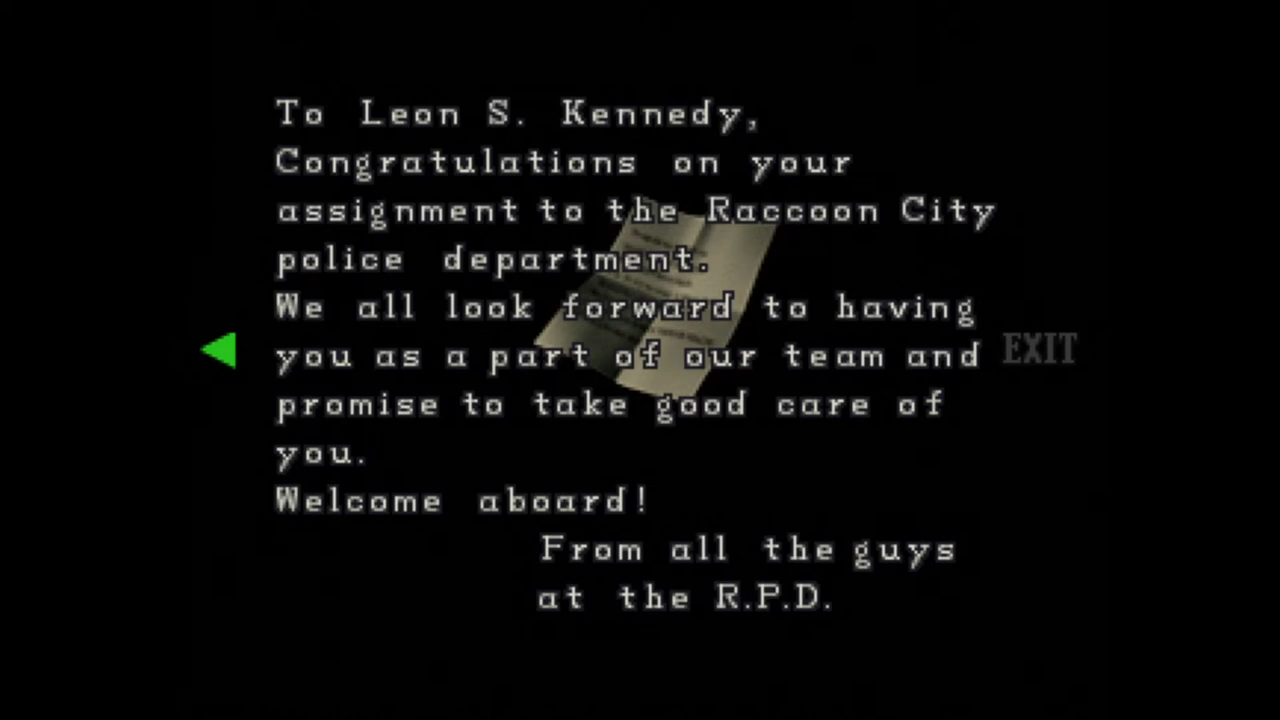 To Leon S. Kennedy,
Congratulations on your
assignment to the Raccoon City
police department.
We all look forward to having
you as a part of our team and
promise to take good care of
you.
Welcome aboard!
From all the guys
at the R.P.D.
EXIT